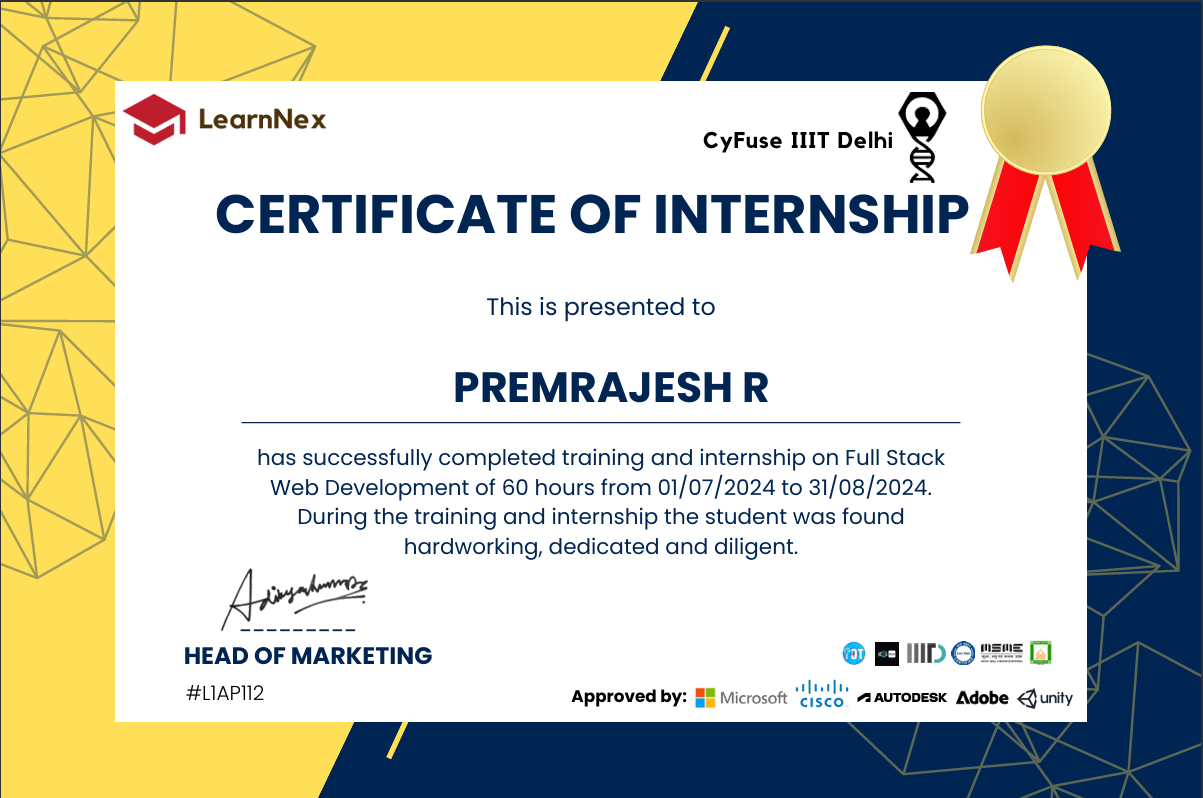 LearnNex
CyFuse IIIT Delhi
CERTIFICATE OF INTERNSHIP
This is presented to
PREMRAJESH R
has successfully completed training and internship on Full Stack
Web Development of 60 hours from 01/07/2024 to 31/08/2024.
During the training and internship the student was found
hardworking, dedicated and diligent.
HEAD OF MARKETING
#L1AP112
MSME
Approved by: Microsoft CISCO AUTODESK Adobe unity